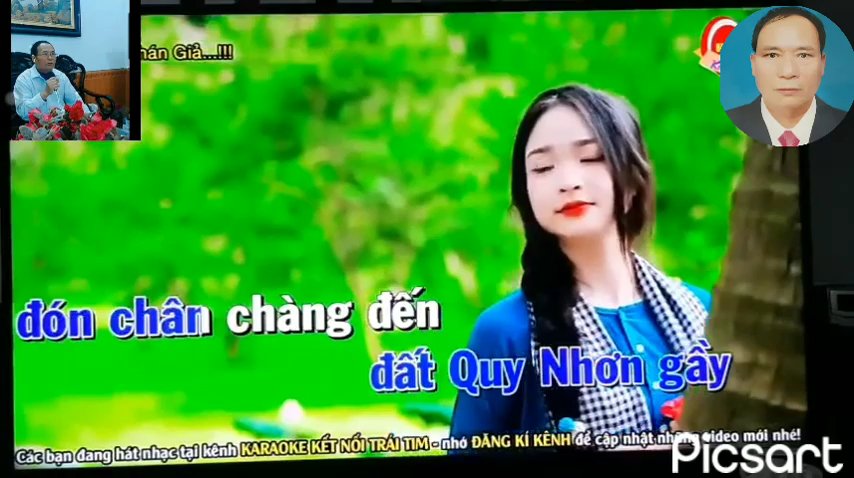 hán Giả...!!!
đón chân chàng đến
đất Quy Nhơn gầy
Các bạn đang hát nhạc tại kênh KARAOKE KẾT NỐI TRÁI TIM - nhớ ĐĂNG KÍ KÊNH để cập nhật những video mới nhé!
Picsart